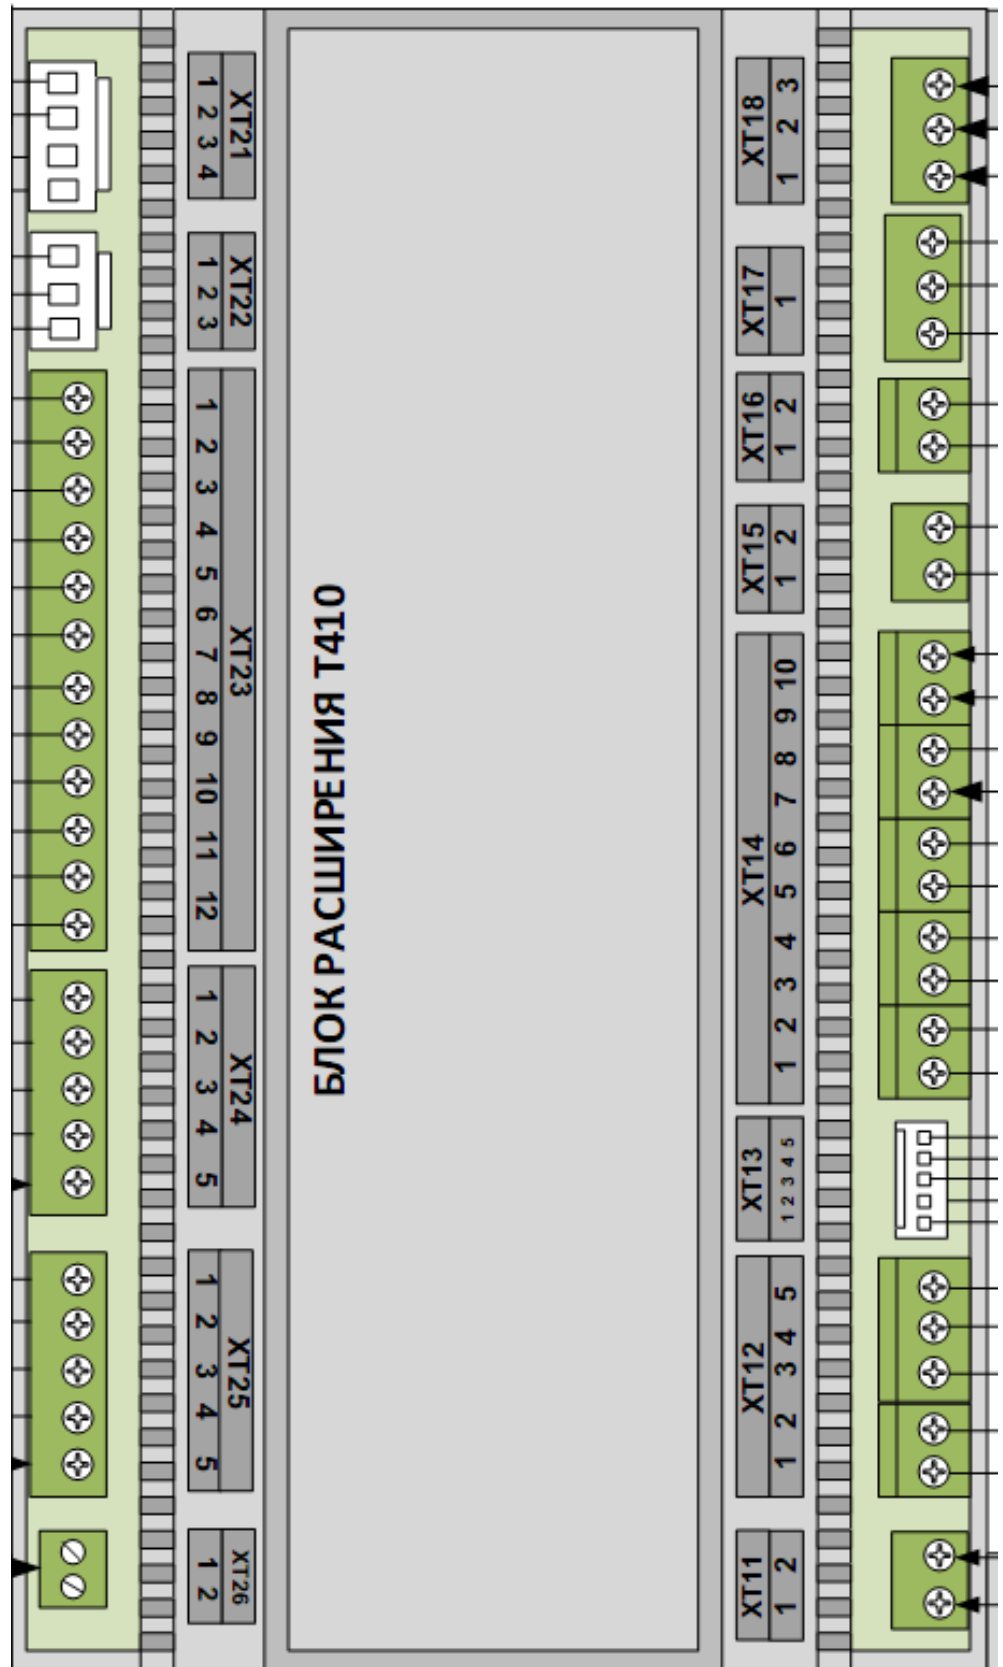 XT21
1 2 3 4
XT22
1 2 3
XT23
1 2 3 4 5 6 7 8 9 10 11 12
XT24
1 2 3 4 5
XT25
1 2 3 4 5
XT26
1 2
БЛОК РАСШИРЕНИЯ Т410
XT18
1 2 3
XT17
1
XT16
1 2
XT15
1 2
XT14
1 2 3 4 5 6 7 8 9 10
XT13
1 2 3 4 5
XT12
1 2 3 4 5
XT11
1 2